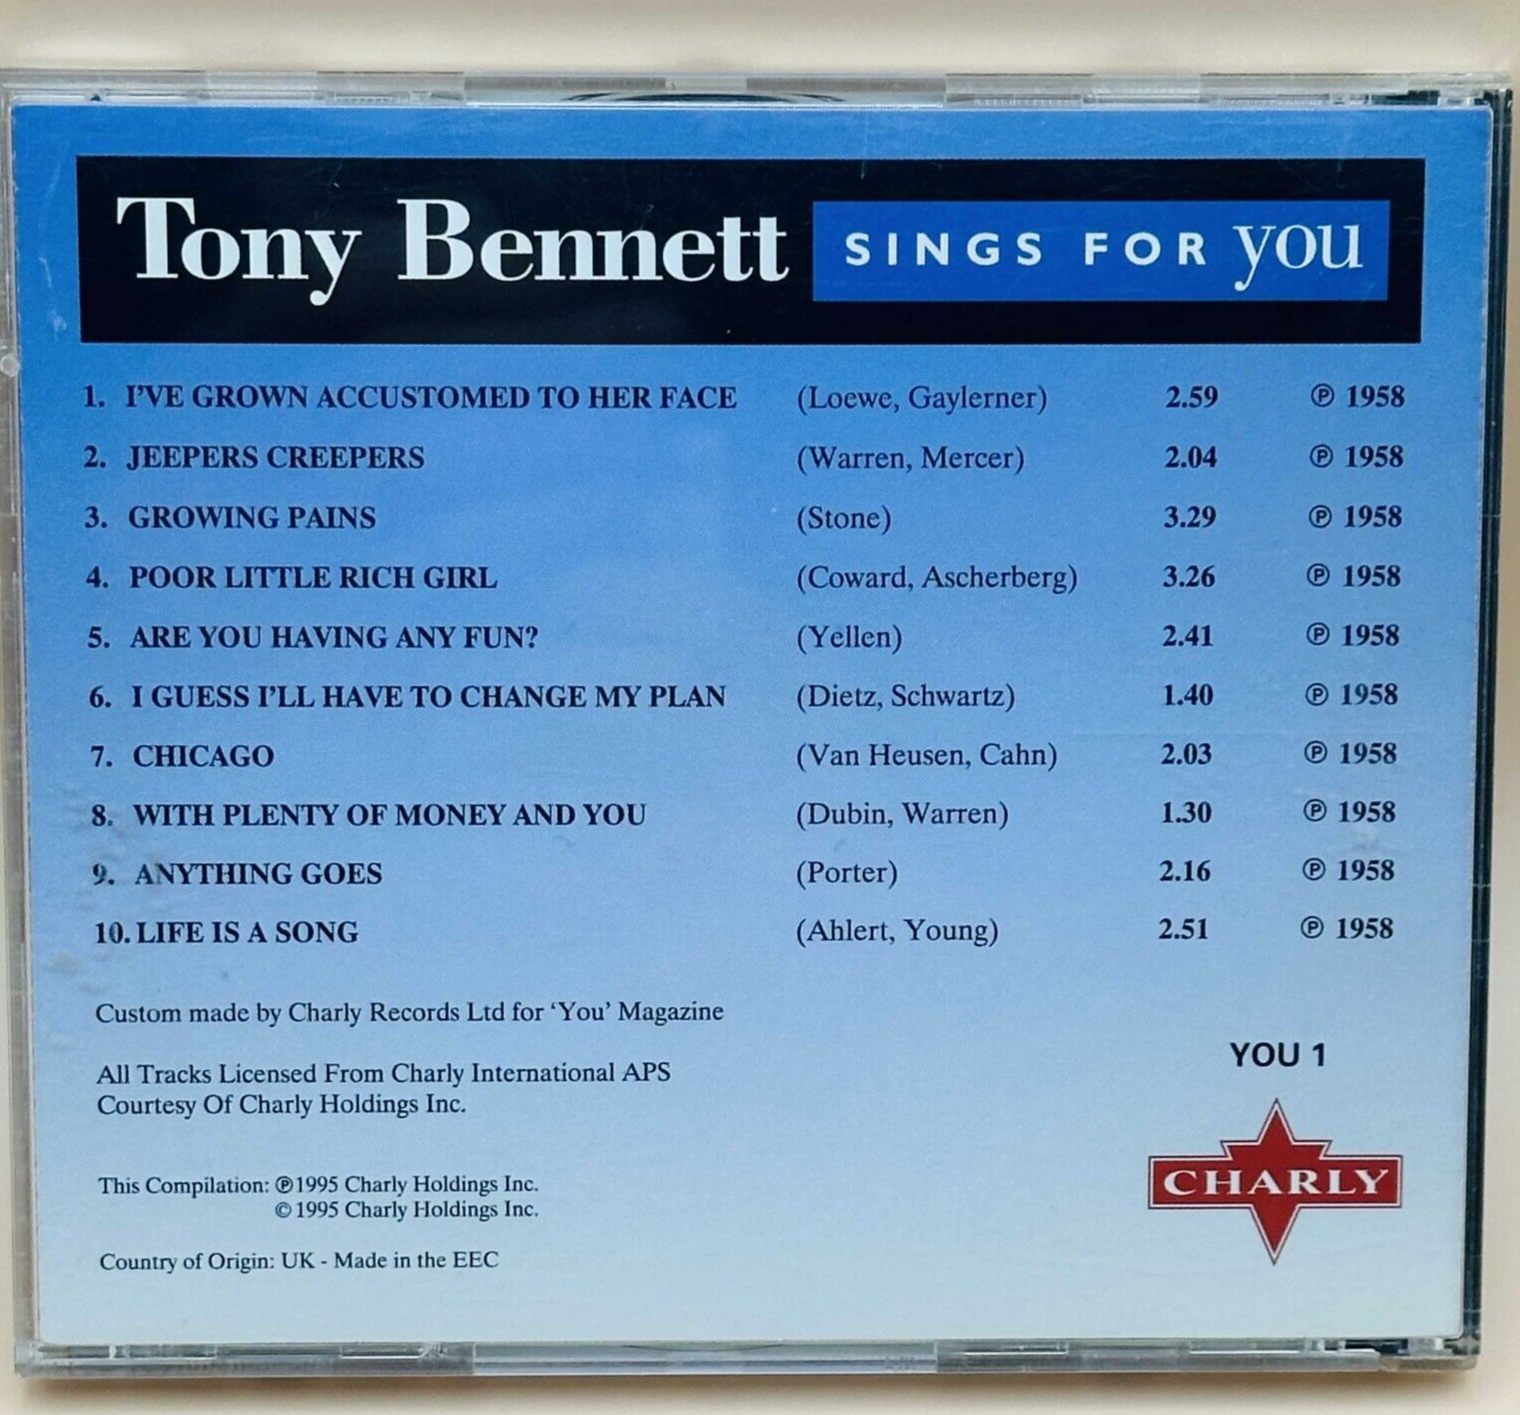 Tony Bennett SINGS FOR you
1. I'VE GROWN ACCUSTOMED TO HER FACE (Loewe, Gaylerner) 2.59 ℗ 1958
2. JEEPERS CREEPERS (Warren, Mercer) 2.04 ℗ 1958
3. GROWING PAINS (Stone) 3.29 ℗ 1958
4. POOR LITTLE RICH GIRL (Coward, Ascherberg) 3.26 ℗ 1958
5. ARE YOU HAVING ANY FUN? (Yellen) 2.41 ℗ 1958
6. I GUESS I'LL HAVE TO CHANGE MY PLAN (Dietz, Schwartz) 1.40 ℗ 1958
7. CHICAGO (Van Heusen, Cahn) 2.03 ℗ 1958
8. WITH PLENTY OF MONEY AND YOU (Dubin, Warren) 1.30 ℗ 1958
9. ANYTHING GOES (Porter) 2.16 ℗ 1958
10. LIFE IS A SONG (Ahlert, Young) 2.51 ℗ 1958
Custom made by Charly Records Ltd for 'You' Magazine
All Tracks Licensed From Charly International APS
Courtesy Of Charly Holdings Inc.
This Compilation: ℗1995 Charly Holdings Inc.
©1995 Charly Holdings Inc.
Country of Origin: UK - Made in the EEC
YOU 1
CHARLY